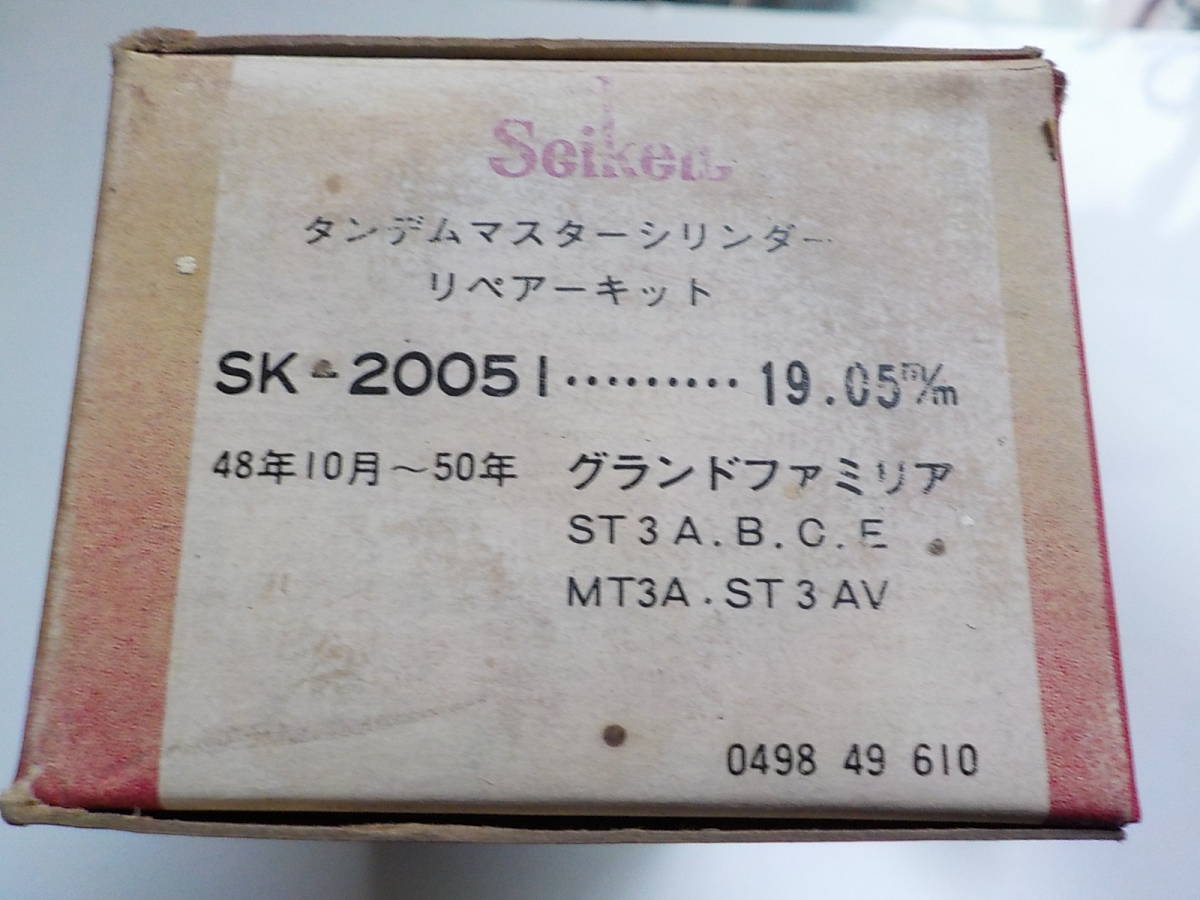 Seiken
タンデムマスターシリンダー
リペアーキット
SK-20051・・・・・・・・・19.05m/m
48年10月～50年 グランドファミリア
ST3A.B.C.E
MT3A.ST3AV
0498 49 610